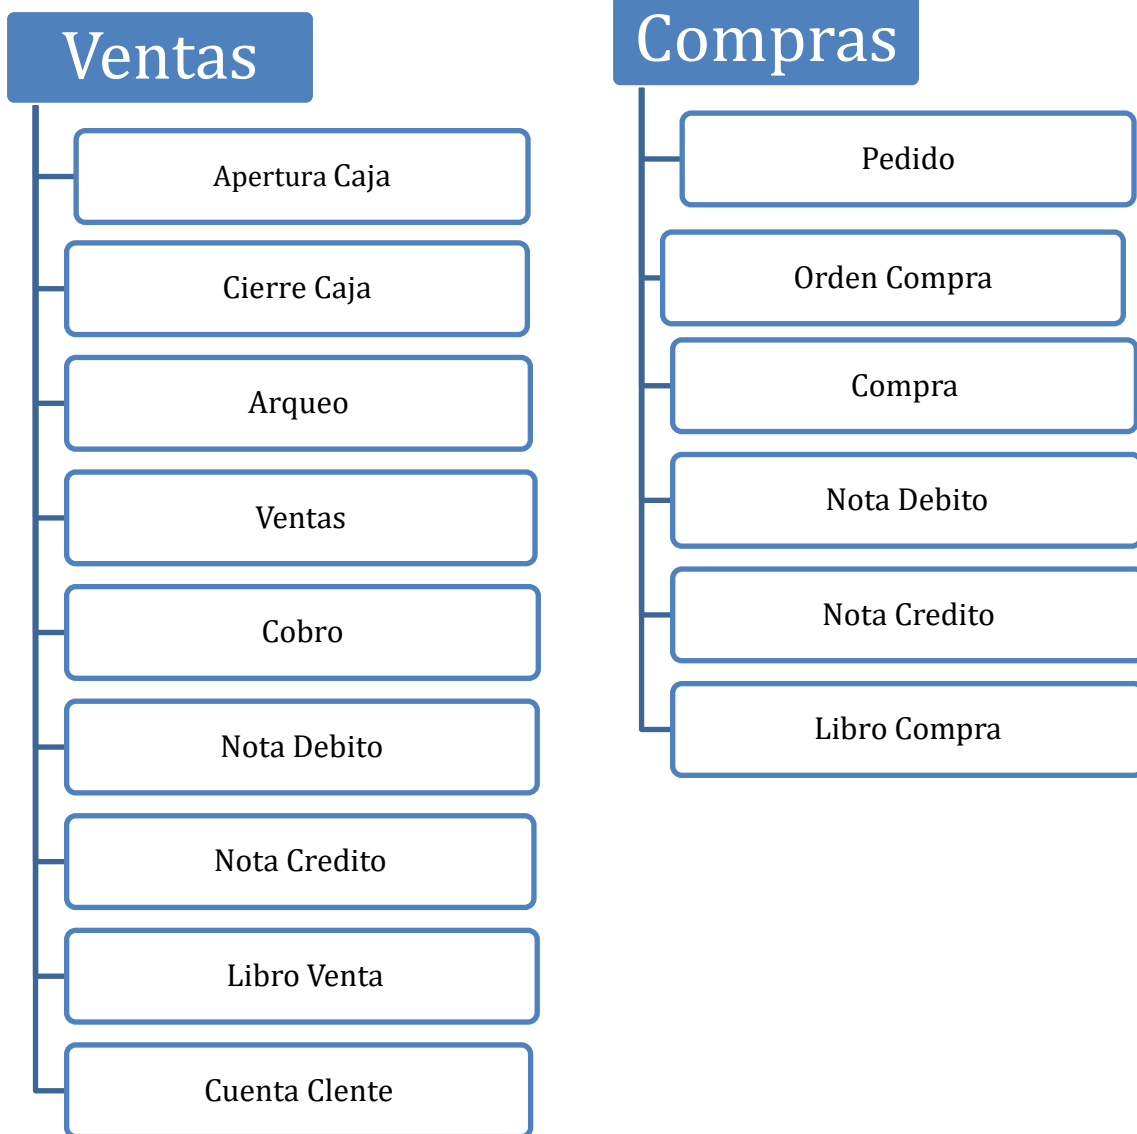 Ventas
Apertura Caja
Cierre Caja
Arqueo
Ventas
Cobro
Nota Debito
Nota Credito
Libro Venta
Cuenta Clente
Compras
Pedido
Orden Compra
Compra
Nota Debito
Nota Credito
Libro Compra